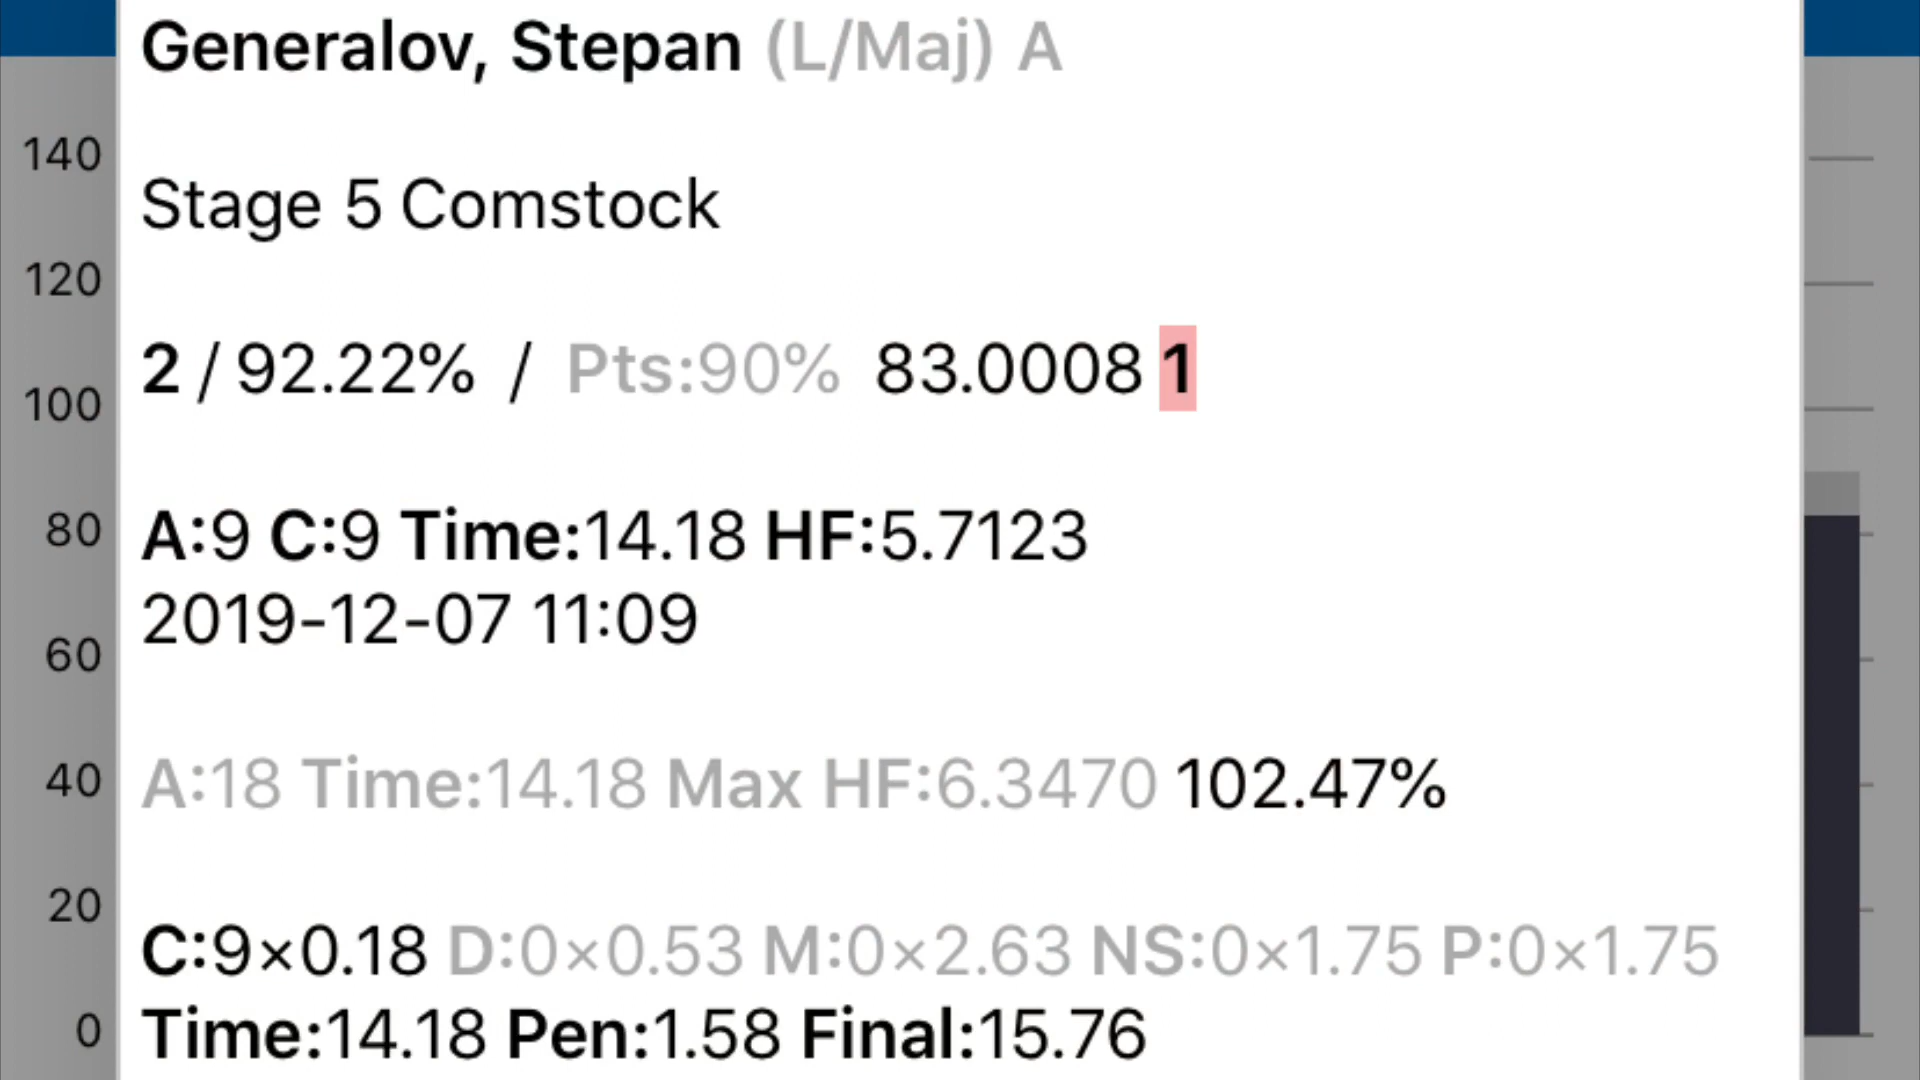 Generalov, Stepan (L/Maj) A
Stage 5 Comstock
2 / 92.22% / Pts:90% 83.0008 1
A:9 C:9 Time:14.18 HF:5.7123
2019-12-07 11:09
A:18 Time:14.18 Max HF:6.3470 102.47%
C:9×0.18 D:0×0.53 M:0×2.63 NS:0×1.75 P:0×1.75
Time:14.18 Pen:1.58 Final:15.76
140
120
100
80
60
40
20
0